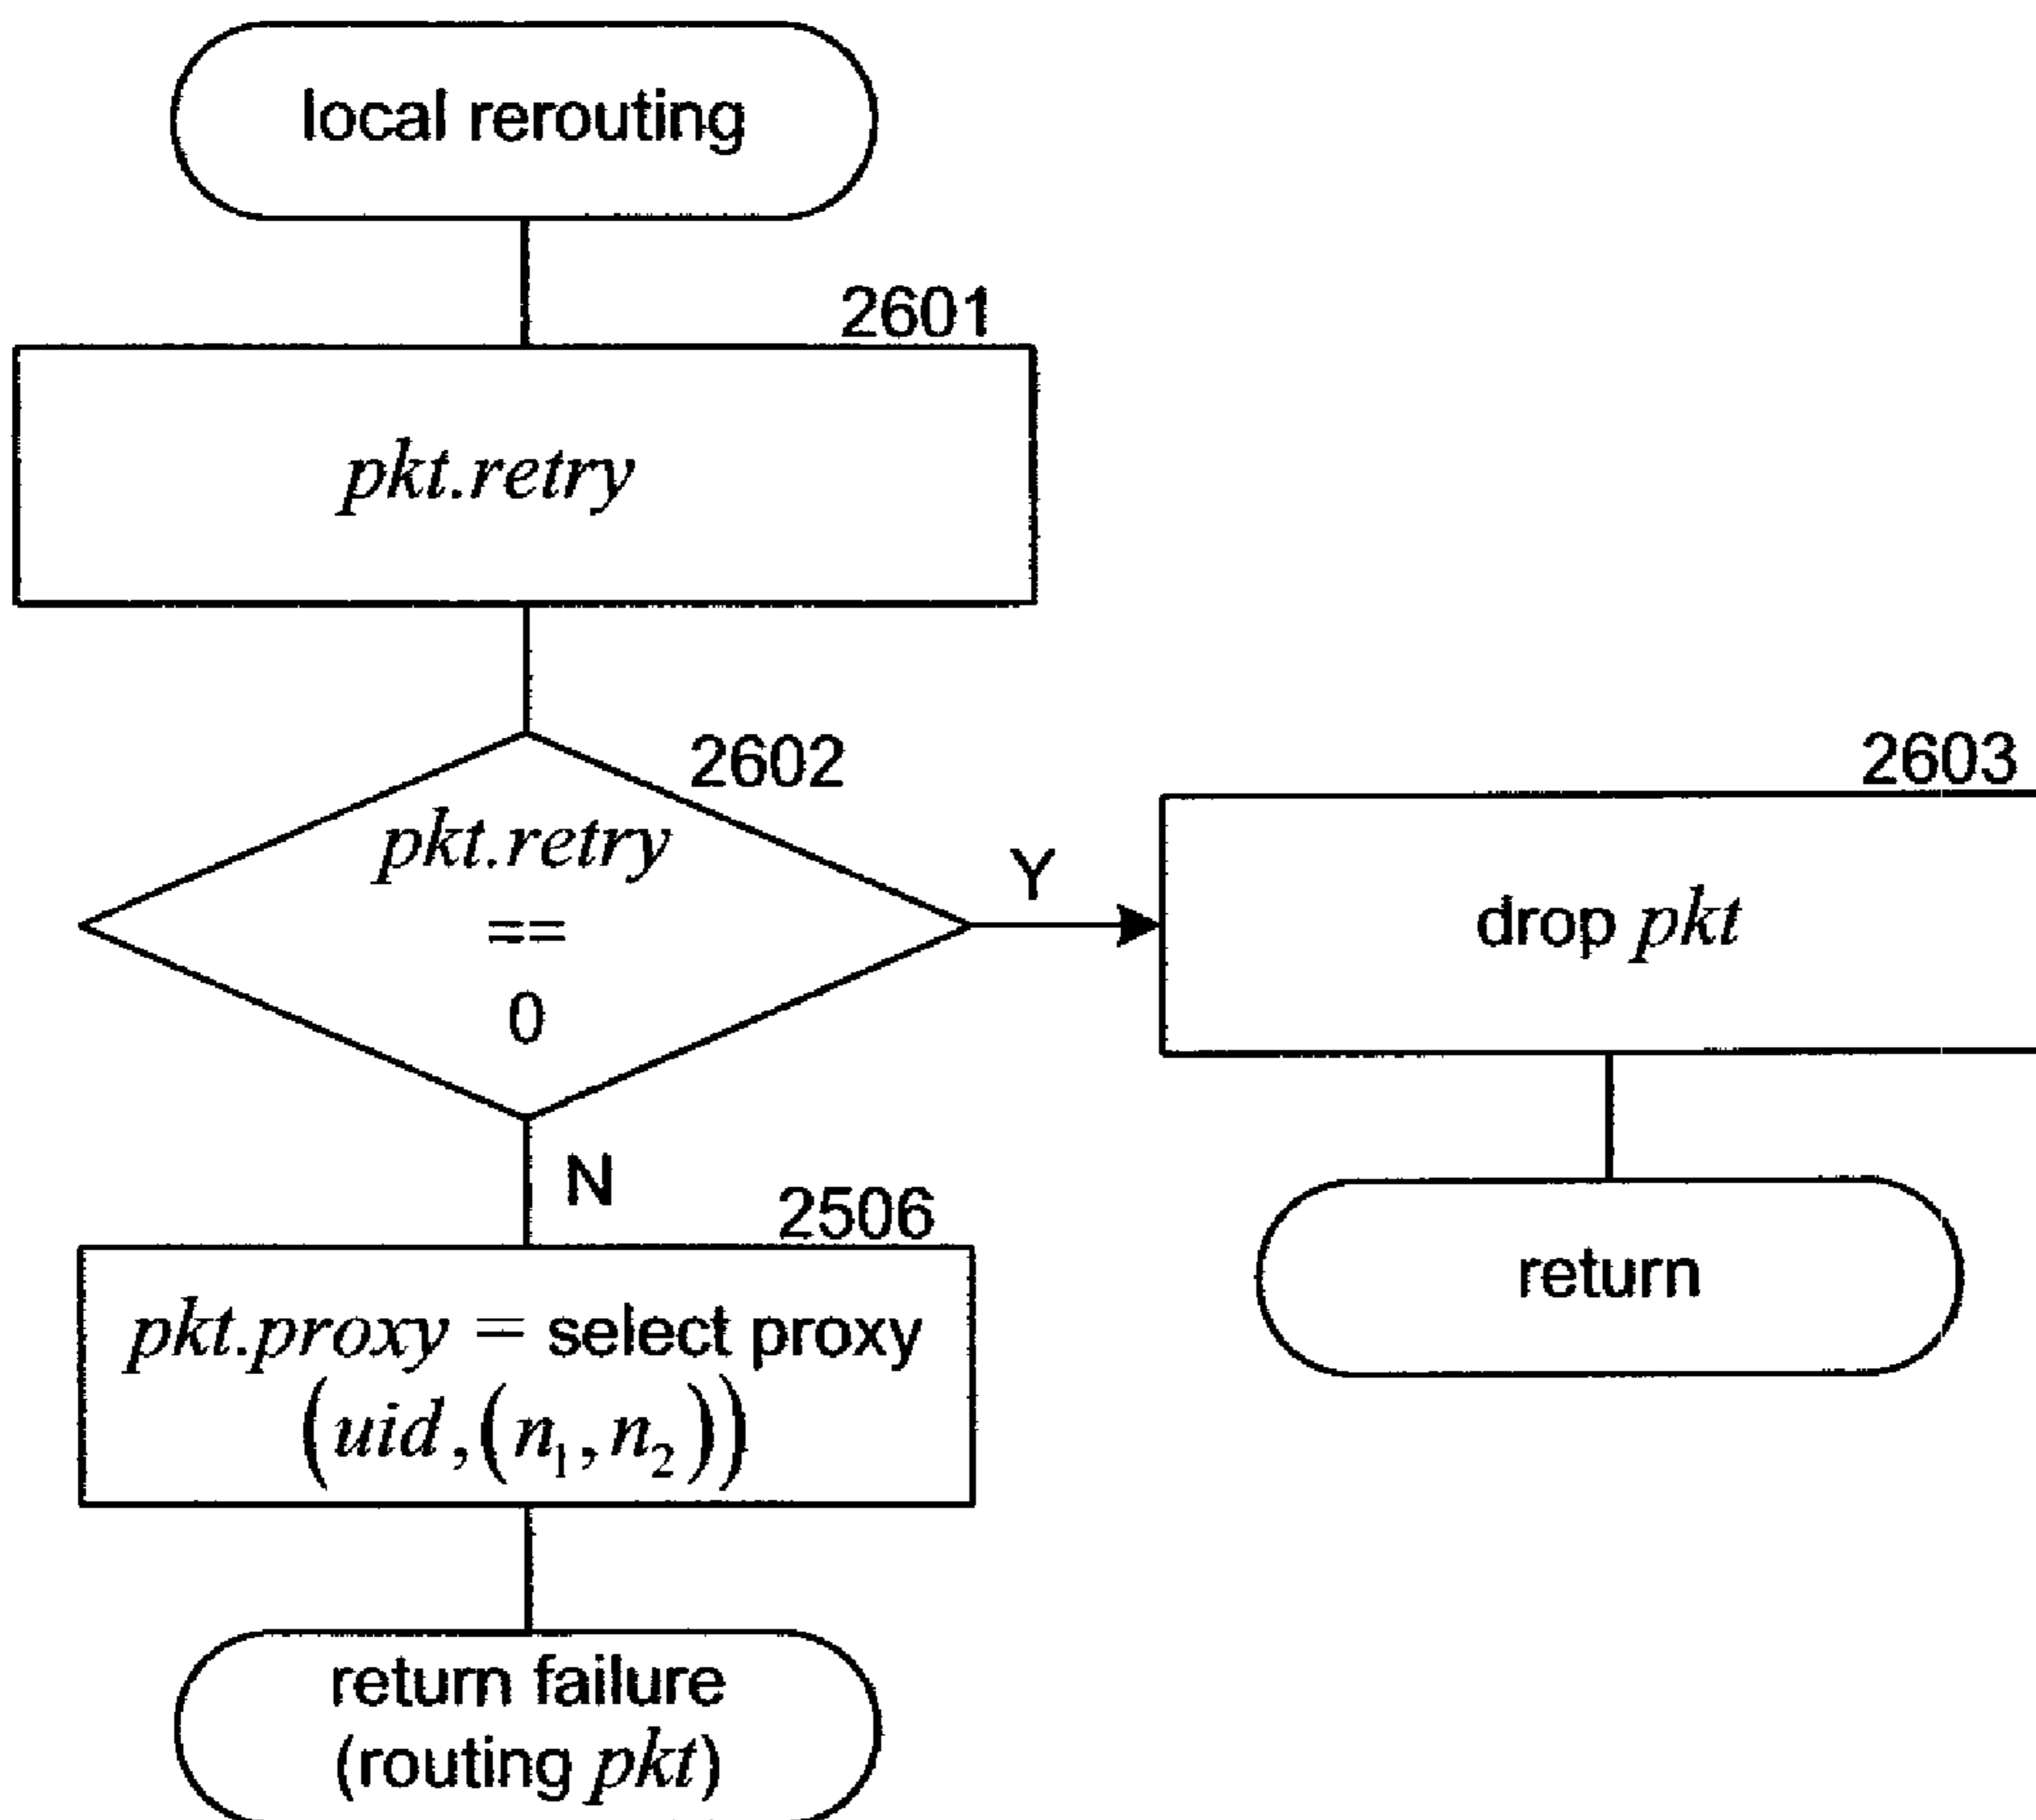 local rerouting
2601
pkt.retry
2602
pkt.retry
==
0
Y
2603
drop pkt
return
N
2506
pkt.proxy = select proxy
(uid,(n₁,n₂))
return failure
(routing pkt)